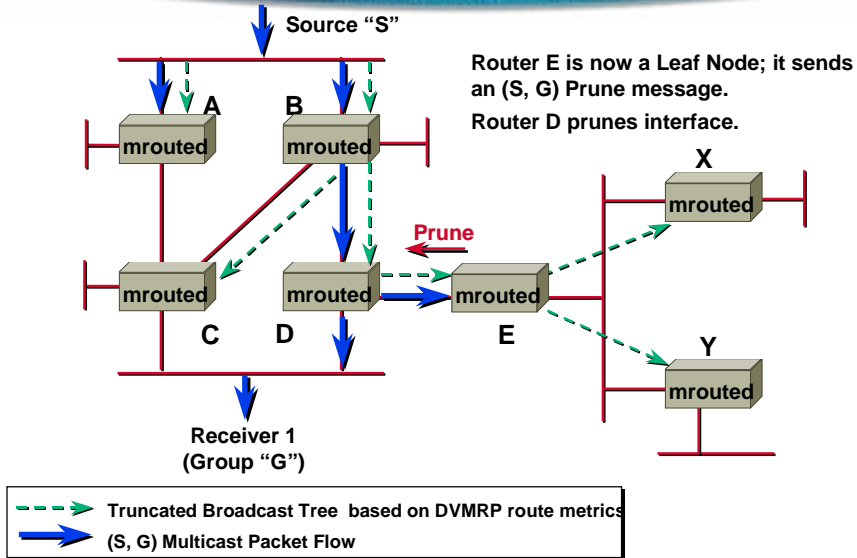 Source “S”
Router E is now a Leaf Node; it sends
an (S, G) Prune message.
Router D prunes interface.
A
B
mrouted
mrouted
X
mrouted
Prune
mrouted
mrouted
mrouted
C
D
E
Y
mrouted
Receiver 1
(Group “G”)
Truncated Broadcast Tree based on DVMRP route metrics
(S, G) Multicast Packet Flow